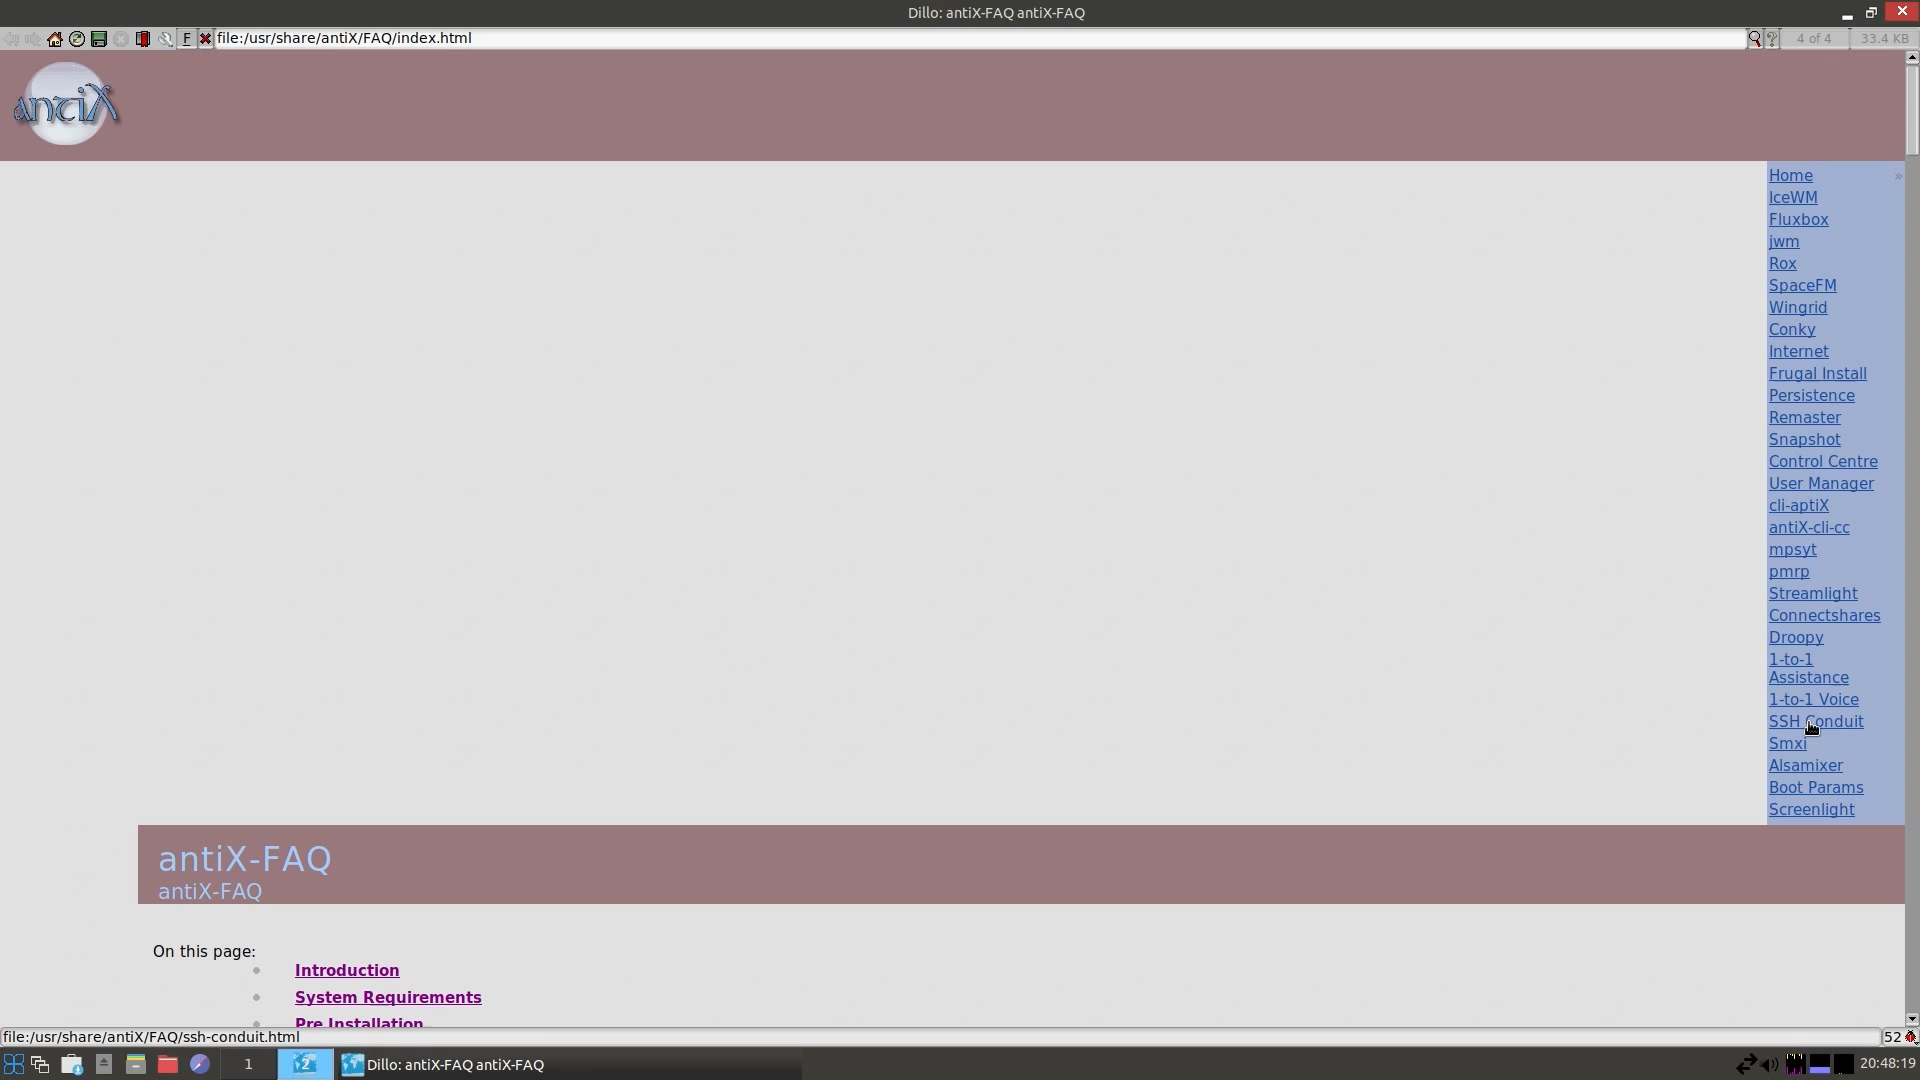 Dillo: antiX-FAQ antiX-FAQ
F file:/usr/share/antiX/FAQ/index.html ? 4 of 4 33.4 KB
antiX
Home »
IceWM
Fluxbox
jwm
Rox
SpaceFM
Wingrid
Conky
Internet
Frugal Install
Persistence
Remaster
Snapshot
Control Centre
User Manager
cli-aptiX
antiX-cli-cc
mpsyt
pmrp
Streamlight
Connectshares
Droopy
1-to-1
Assistance
1-to-1 Voice
SSH Conduit
Smxi
Alsamixer
Boot Params
Screenlight
antiX-FAQ
antiX-FAQ
On this page:
Introduction
System Requirements
Pre Installation
file:/usr/share/antiX/FAQ/ssh-conduit.html 52
1 2 Dillo: antiX-FAQ antiX-FAQ 20:48:19